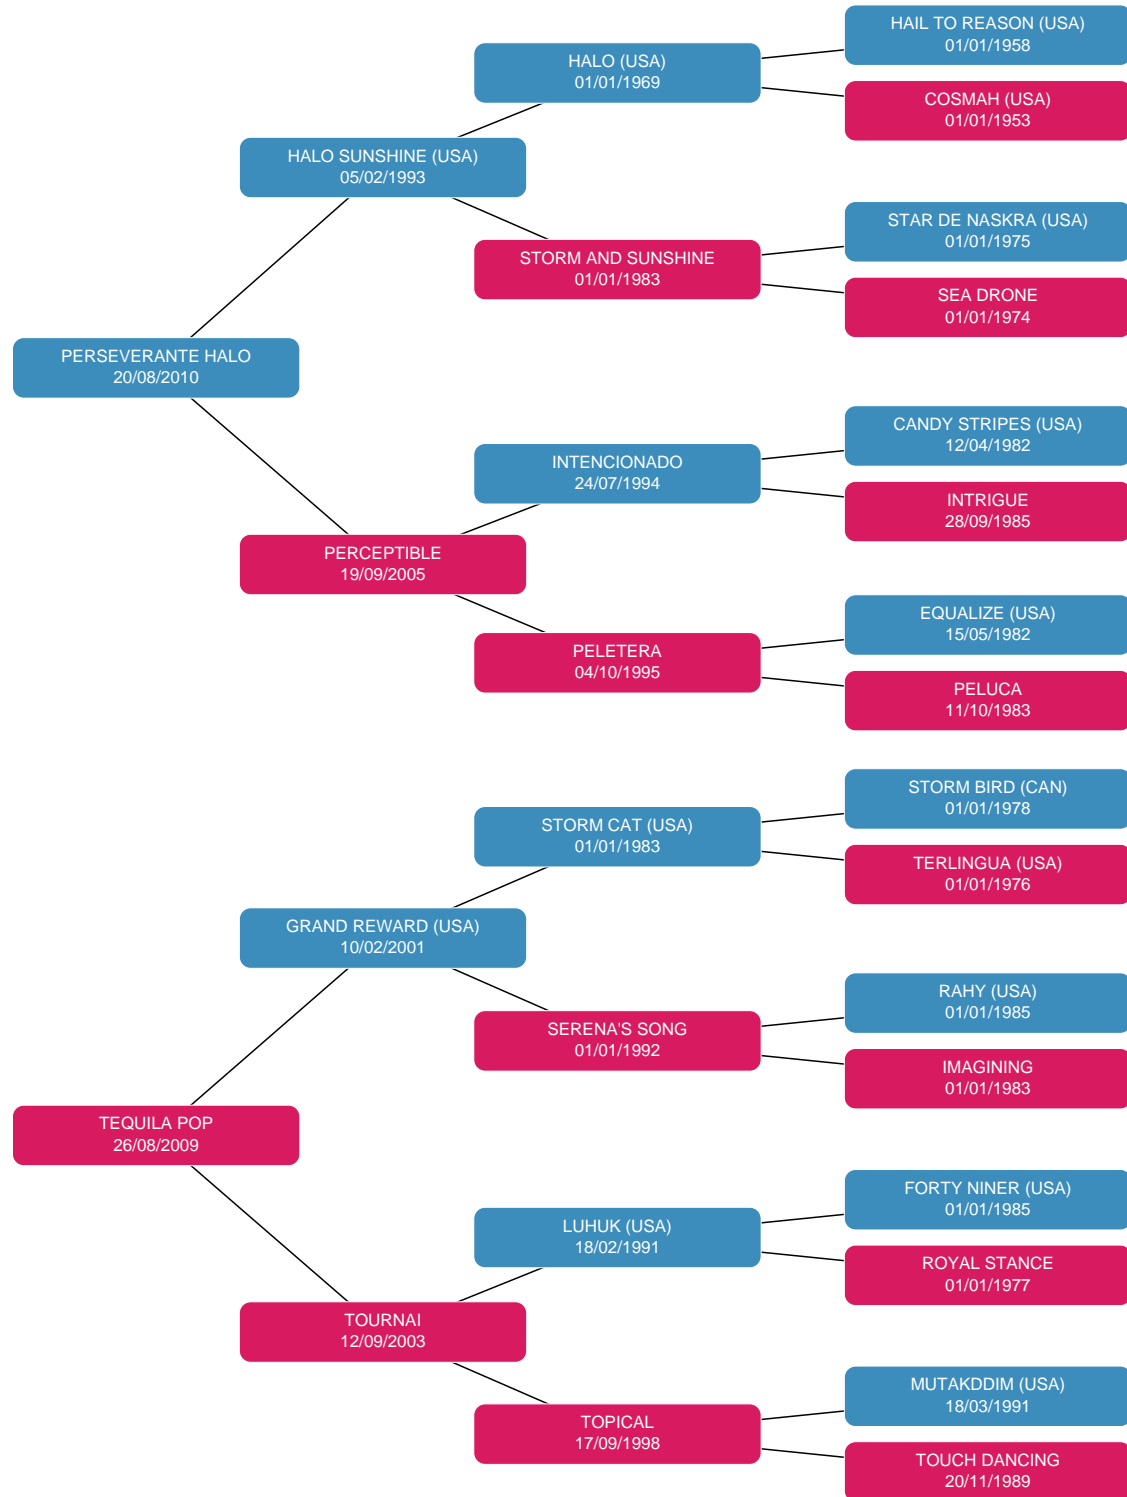 HAIL TO REASON (USA)
01/01/1958
HALO (USA)
01/01/1969
COSMAH (USA)
01/01/1953
HALO SUNSHINE (USA)
05/02/1993
STAR DE NASKRA (USA)
01/01/1975
STORM AND SUNSHINE
01/01/1983
SEA DRONE
01/01/1974
PERSEVERANTE HALO
20/08/2010
CANDY STRIPES (USA)
12/04/1982
INTENCIONADO
24/07/1994
INTRIGUE
28/09/1985
PERCEPTIBLE
19/09/2005
EQUALIZE (USA)
15/05/1982
PELETERA
04/10/1995
PELUCA
11/10/1983
STORM BIRD (CAN)
01/01/1978
STORM CAT (USA)
01/01/1983
TERLINGUA (USA)
01/01/1976
GRAND REWARD (USA)
10/02/2001
RAHY (USA)
01/01/1985
SERENA'S SONG
01/01/1992
IMAGINING
01/01/1983
TEQUILA POP
26/08/2009
FORTY NINER (USA)
01/01/1985
LUHUK (USA)
18/02/1991
ROYAL STANCE
01/01/1977
TOURNAI
12/09/2003
MUTAKDDIM (USA)
18/03/1991
TOPICAL
17/09/1998
TOUCH DANCING
20/11/1989